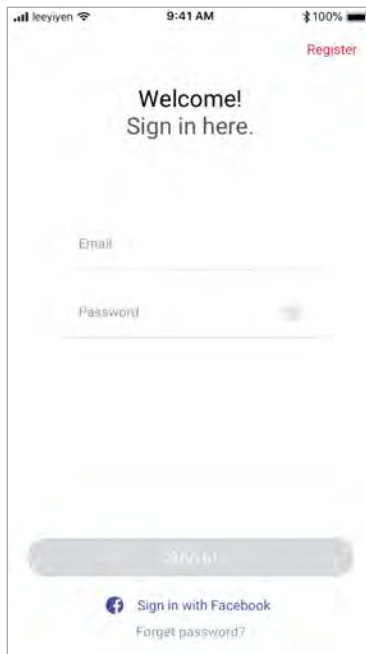 leeyiyen 9:41 AM 100%
Register
Welcome!
Sign in here.
Email
Password
Sign in with Facebook
Forget password?